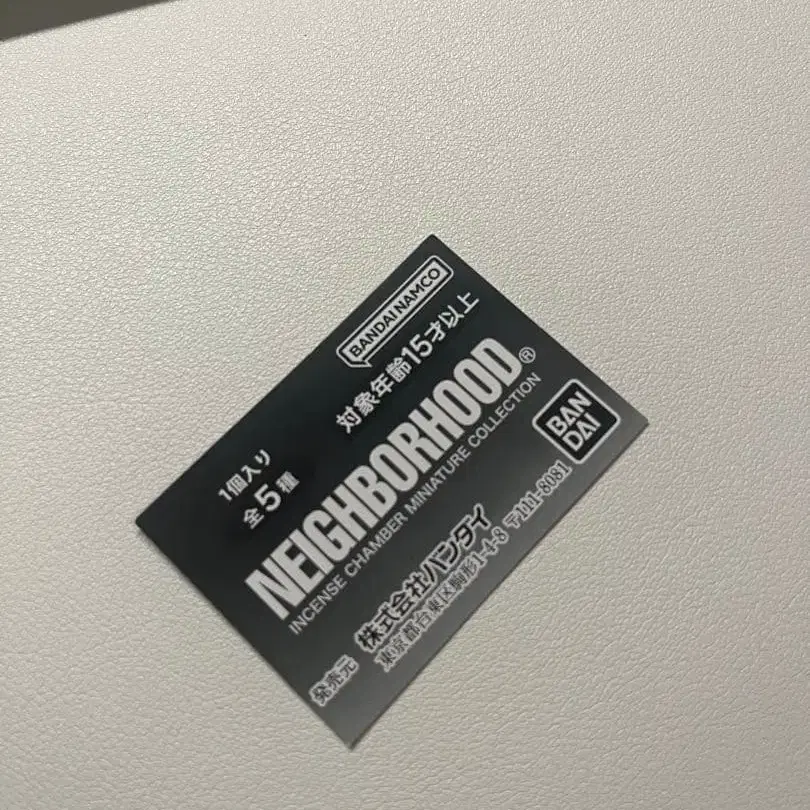 BANDAI NAMCO
対象年齢15才以上
1個入り
全5種
NEIGHBORHOOD®
INCENSE CHAMBER MINIATURE COLLECTION
BAN
DAI
発売元 株式会社バンダイ
東京都台東区駒形1-4-8 〒111-8081